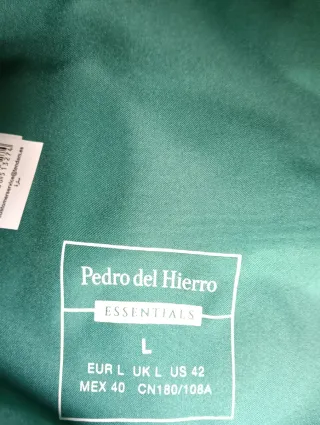 Pedro del Hierro
ESSENTIALS
L
EUR L UK L US 42
MEX 40 CN180/108A